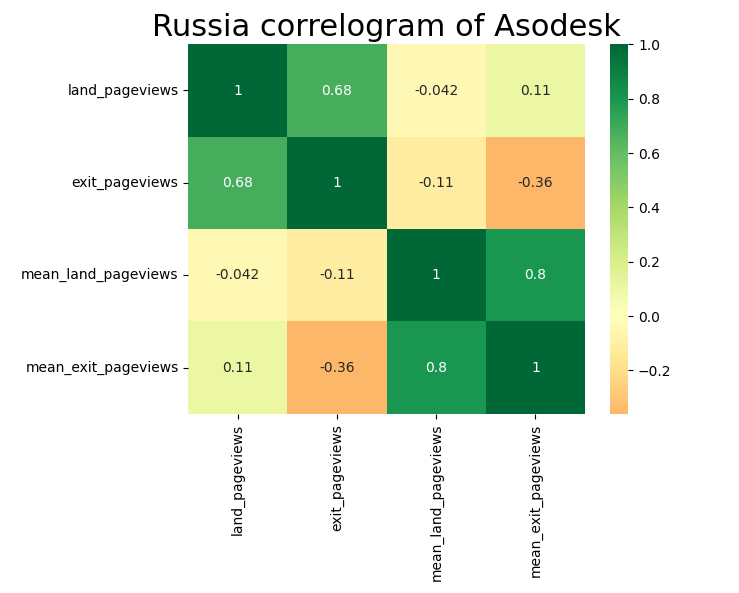 Russia correlogram of Asodesk
land_pageviews 1 0.68 -0.042 0.11
exit_pageviews 0.68 1 -0.11 -0.36
mean_land_pageviews -0.042 -0.11 1 0.8
mean_exit_pageviews 0.11 -0.36 0.8 1
land_pageviews
exit_pageviews
mean_land_pageviews
mean_exit_pageviews
1.0
0.8
0.6
0.4
0.2
0.0
−0.2